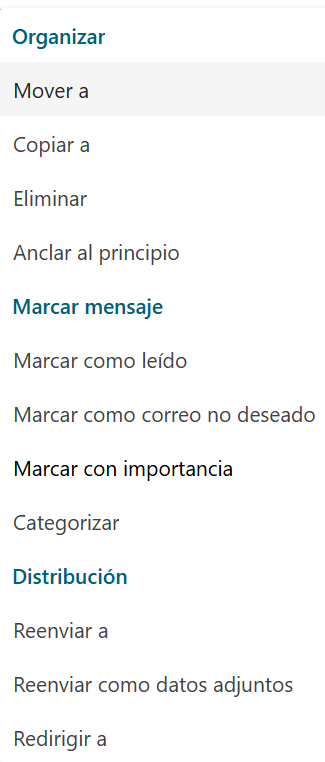 Organizar
Mover a
Copiar a
Eliminar
Anclar al principio
Marcar mensaje
Marcar como leído
Marcar como correo no deseado
Marcar con importancia
Categorizar
Distribución
Reenviar a
Reenviar como datos adjuntos
Redirigir a